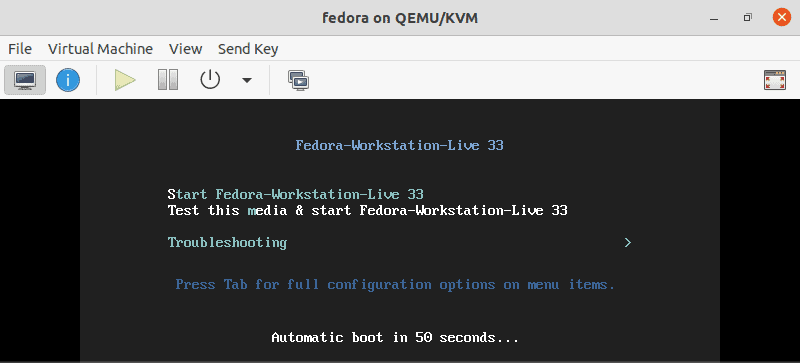 fedora on QEMU/KVM
File Virtual Machine View Send Key
Fedora-Workstation-Live 33
Start Fedora-Workstation-Live 33
Test this media & start Fedora-Workstation-Live 33
Troubleshooting >
Press Tab for full configuration options on menu items.
Automatic boot in 50 seconds...